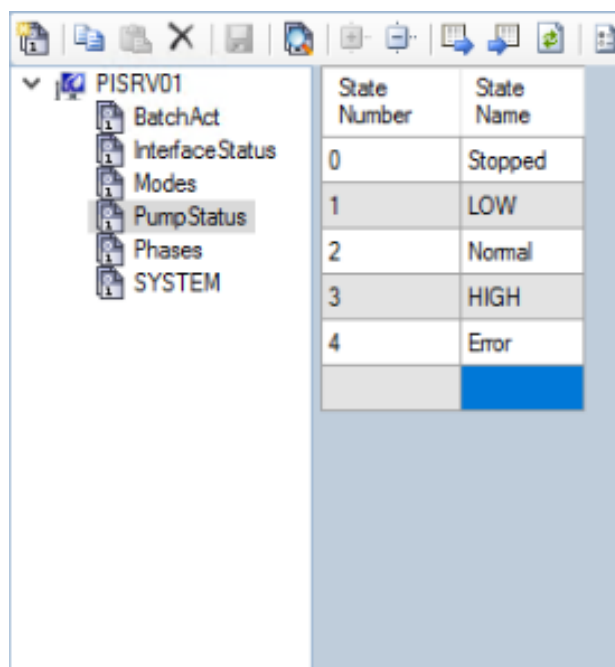 PISRV01
BatchAct
InterfaceStatus
Modes
PumpStatus
Phases
SYSTEM
State Number State Name
0 Stopped
1 LOW
2 Normal
3 HIGH
4 Error